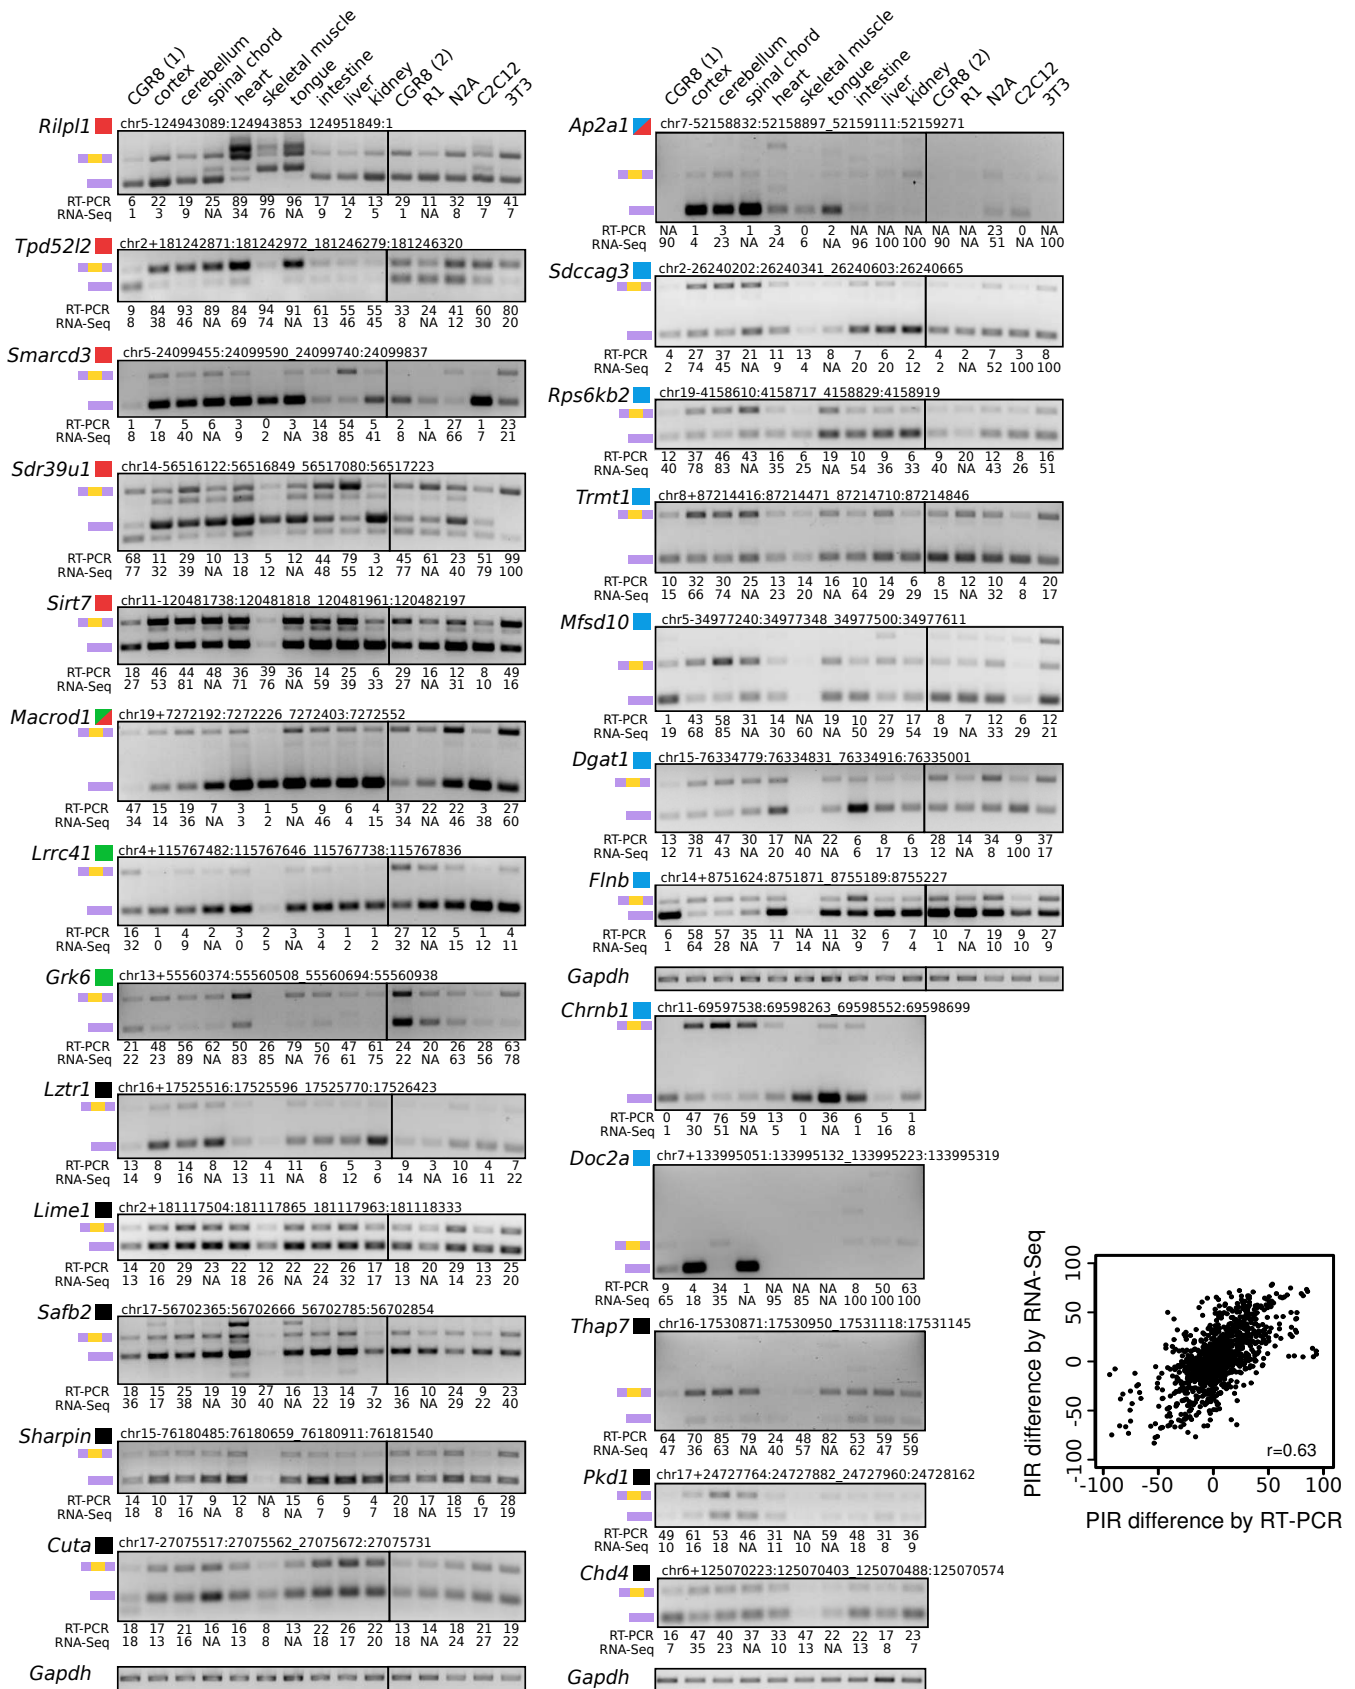 CGR8 (1) cortex cerebellum spinal chord heart skeletal muscle tongue intestine liver kidney CGR8 (2) R1 N2A C2C12 3T3
Rilpl1 chr5-124943089:124943853_124951849:1
RT-PCR 6 22 19 25 89 99 96 17 14 13 29 11 32 19 41
RNA-Seq 1 3 9 NA 34 76 NA 9 2 5 1 NA 8 7 7
Tpd52l2 chr2+181242871:181242972_181246279:181246320
RT-PCR 9 84 93 89 84 94 91 61 55 55 33 24 41 60 80
RNA-Seq 8 38 46 NA 69 74 NA 13 46 45 8 NA 12 30 20
Smarcd3 chr5-24099455:24099590_24099740:24099837
RT-PCR 1 7 5 6 3 0 3 14 54 5 2 1 27 1 23
RNA-Seq 8 18 40 NA 9 2 NA 38 85 41 8 NA 66 7 21
Sdr39u1 chr14-56516122:56516849_56517080:56517223
RT-PCR 68 11 29 10 13 5 12 44 79 3 45 61 23 51 99
RNA-Seq 77 32 39 NA 18 12 NA 48 55 12 77 NA 40 79 100
Sirt7 chr11-120481738:120481818_120481961:120482197
RT-PCR 18 46 44 48 36 39 36 14 25 6 29 16 12 8 49
RNA-Seq 27 53 81 NA 71 76 NA 59 39 33 27 NA 31 10 16
Macrod1 chr19+7272192:7272226_7272403:7272552
RT-PCR 47 15 19 7 3 1 5 9 6 4 37 22 22 3 27
RNA-Seq 34 14 36 NA 3 2 NA 46 4 15 34 NA 46 38 60
Lrrc41 chr4+115767482:115767646_115767738:115767836
RT-PCR 16 1 4 2 3 2 3 3 1 1 27 12 5 1 4
RNA-Seq 32 0 9 NA 0 5 NA 4 2 2 32 NA 15 12 11
Grk6 chr13+55560374:55560508_55560694:55560938
RT-PCR 21 48 56 62 50 26 79 50 47 61 24 20 26 28 63
RNA-Seq 22 23 89 NA 83 85 NA 76 61 75 22 NA 63 56 78
Lztr1 chr16+17525516:17525596_17525770:17526423
RT-PCR 13 8 14 8 12 4 11 6 5 3 9 3 10 4 7
RNA-Seq 14 9 16 NA 13 11 NA 8 12 6 14 NA 16 11 22
Lime1 chr2+181117504:181117865_181117963:181118333
RT-PCR 14 20 29 23 22 12 22 22 26 17 18 20 29 13 25
RNA-Seq 13 16 29 NA 18 26 NA 24 32 17 13 NA 14 23 20
Safb2 chr17-56702365:56702666_56702785:56702854
RT-PCR 18 15 25 19 19 27 16 13 14 7 16 10 24 9 23
RNA-Seq 36 17 38 NA 30 40 NA 22 19 32 36 NA 29 22 40
Sharpin chr15-76180485:76180659_76180911:76181540
RT-PCR 14 10 17 9 12 NA 15 6 5 4 20 17 18 6 28
RNA-Seq 18 8 16 NA 8 8 NA 7 9 7 18 NA 15 17 19
Cuta chr17-27075517:27075562_27075672:27075731
RT-PCR 18 17 21 16 16 8 13 22 26 22 13 14 18 21 19
RNA-Seq 18 13 16 NA 13 8 NA 18 17 20 18 NA 24 27 22
Gapdh
CGR8 (1) cortex cerebellum spinal chord heart skeletal muscle tongue intestine liver kidney CGR8 (2) R1 N2A C2C12 3T3
Ap2a1 chr7-52158832:52158897_52159111:52159271
RT-PCR NA 1 3 1 3 0 2 NA NA NA NA NA 23 0 NA
RNA-Seq 90 4 23 NA 24 6 NA 96 100 100 90 NA 51 NA 100
Sdccag3 chr2-26240202:26240341_26240603:26240665
RT-PCR 4 27 37 21 11 13 8 7 6 2 4 2 7 3 8
RNA-Seq 2 74 45 NA 9 4 NA 20 20 12 2 NA 52 100 100
Rps6kb2 chr19-4158610:4158717_4158829:4158919
RT-PCR 12 37 46 43 16 6 19 10 9 6 9 20 12 8 16
RNA-Seq 40 78 83 NA 35 25 NA 54 36 33 40 NA 43 26 51
Trmt1 chr8+87214416:87214471_87214710:87214846
RT-PCR 10 32 30 25 13 14 16 10 14 6 8 12 10 4 20
RNA-Seq 15 66 74 NA 23 20 NA 64 29 29 15 NA 32 8 17
Mfsd10 chr5-34977240:34977348_34977500:34977611
RT-PCR 1 43 58 31 14 NA 19 10 27 17 8 7 12 6 12
RNA-Seq 19 68 85 NA 30 60 NA 50 29 54 19 NA 33 29 21
Dgat1 chr15-76334779:76334831_76334916:76335001
RT-PCR 13 38 47 30 17 NA 22 6 8 6 28 14 34 9 37
RNA-Seq 12 71 43 NA 20 40 NA 6 17 13 12 NA 8 100 17
Flnb chr14+8751624:8751871_8755189:8755227
RT-PCR 6 58 57 35 11 NA 11 32 6 7 10 7 19 10 27
RNA-Seq 1 64 28 NA 7 14 NA 9 7 4 1 NA 10 10 9
Gapdh
Chrnb1 chr11-69597538:69598263_69598552:69598699
RT-PCR 0 47 76 59 13 0 36 6 5 1
RNA-Seq 1 30 51 NA 5 1 NA 1 16 8
Doc2a chr7+133995051:133995132_133995223:133995319
RT-PCR 9 4 34 1 NA NA NA 8 50 63
RNA-Seq 65 18 35 NA 95 85 NA 100 100 100
Thap7 chr16-17530871:17530950_17531118:17531145
RT-PCR 64 70 85 79 24 48 82 53 59 56
RNA-Seq 47 36 63 NA 40 57 NA 62 47 59
Pkd1 chr17+24727764:24727882_24727960:24728162
RT-PCR 49 61 53 46 31 NA 59 48 31 36
RNA-Seq 10 16 18 NA 11 10 NA 18 8 9
Chd4 chr6+125070223:125070403_125070488:125070574
RT-PCR 16 47 40 37 33 47 22 22 17 23
RNA-Seq 7 35 23 NA 10 13 NA 13 8 7
Gapdh
PIR difference by RNA-Seq
100
50
0
-50
-100
r=0.63
-100 -50 0 50 100
PIR difference by RT-PCR